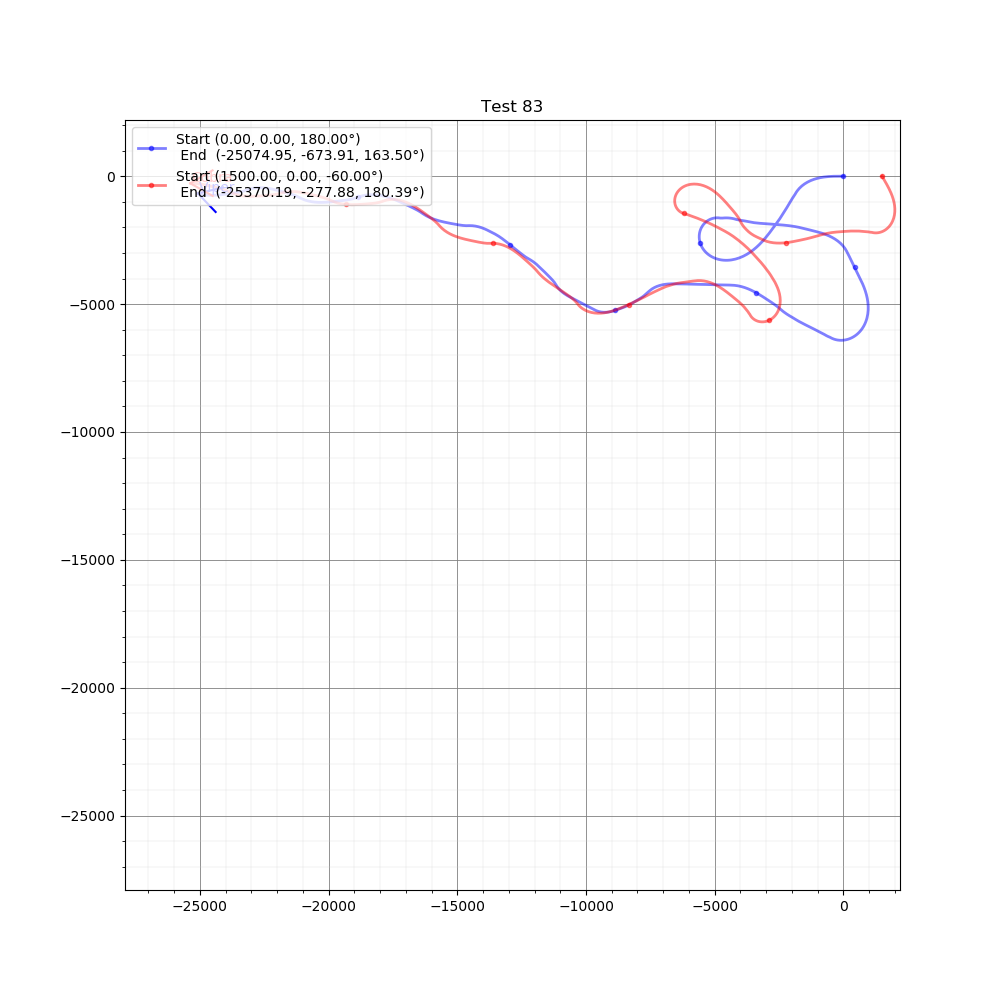 Test 83
Start (0.00, 0.00, 180.00°)
End (-25074.95, -673.91, 163.50°)
Start (1500.00, 0.00, -60.00°)
End (-25370.19, -277.88, 180.39°)
0
−5000
−10000
−15000
−20000
−25000
−25000 −20000 −15000 −10000 −5000 0